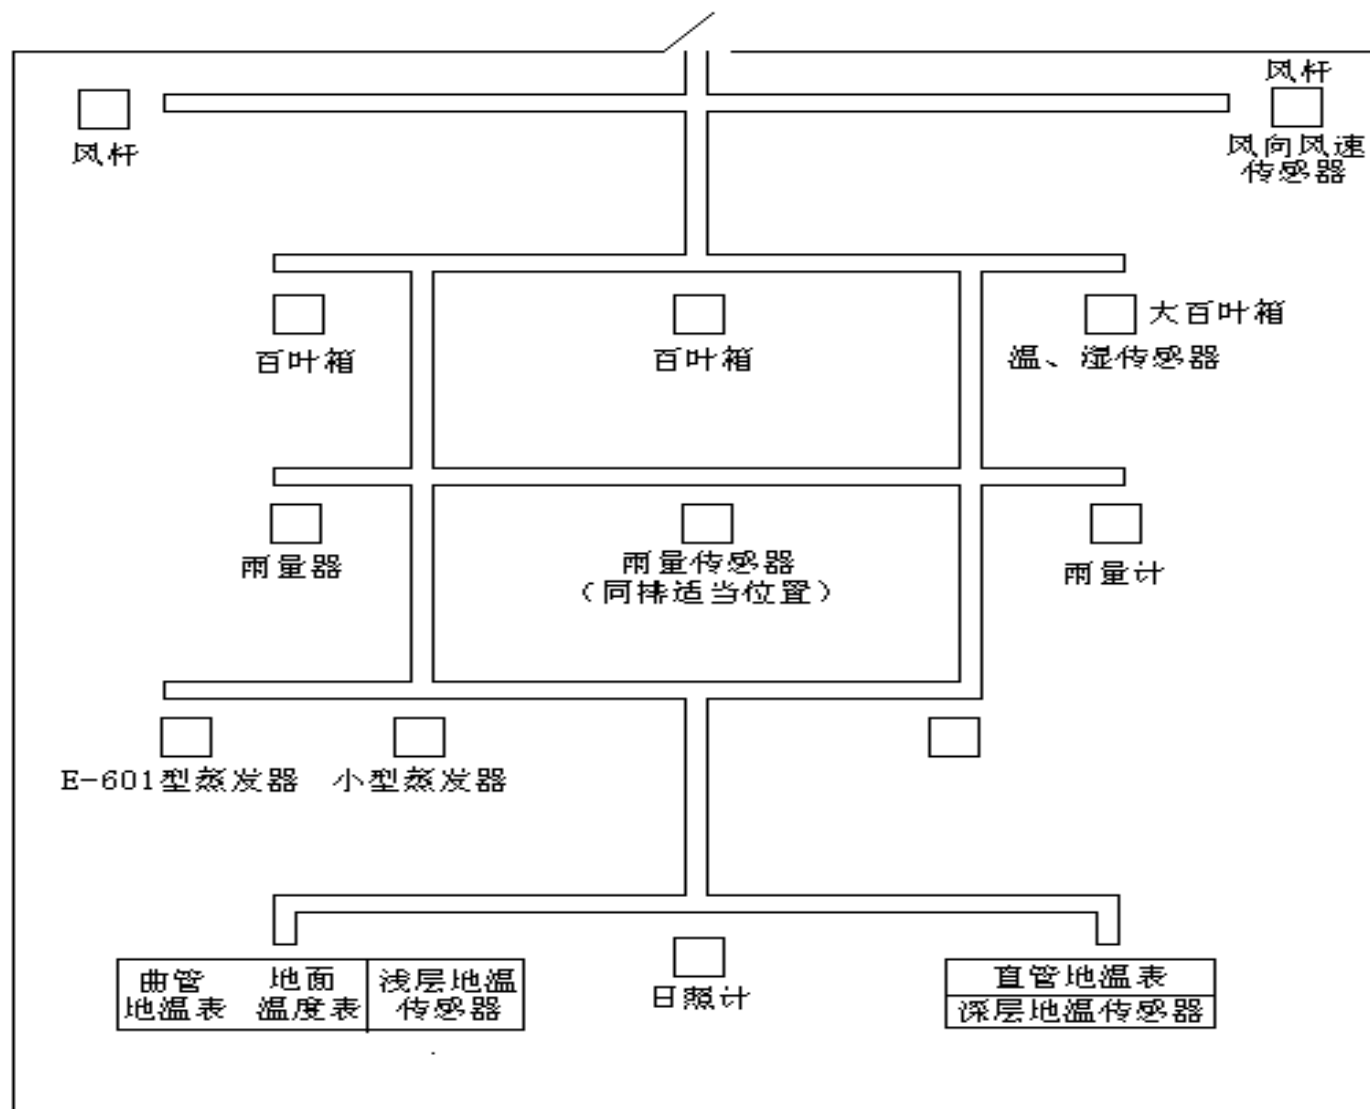 风杆
风杆
风向风速
传感器
百叶箱
百叶箱
大百叶箱
温、湿传感器
雨量器
雨量传感器
（同排适当位置）
雨量计
E-601型蒸发器
小型蒸发器
曲管
地温表
地面
温度表
浅层地温
传感器
日照计
直管地温表
深层地温传感器